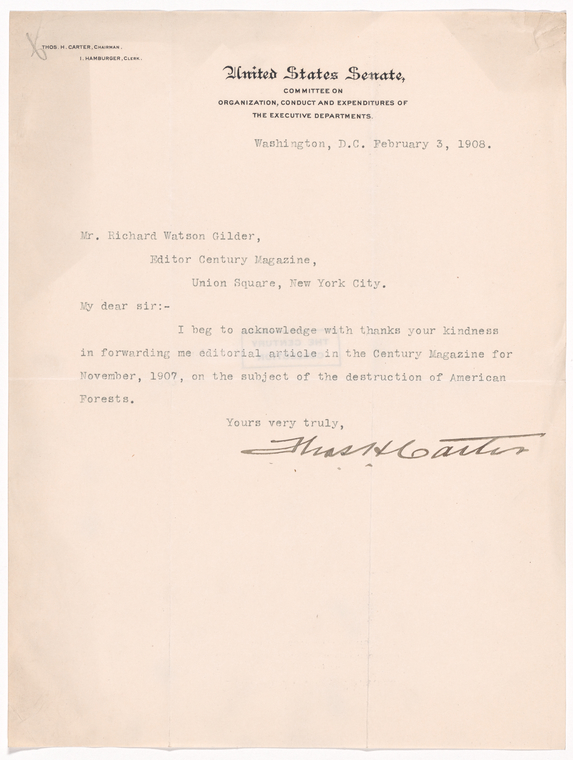 THOS. H. CARTER, CHAIRMAN.
I. HAMBURGER, CLERK.
United States Senate,
COMMITTEE ON
ORGANIZATION, CONDUCT AND EXPENDITURES OF
THE EXECUTIVE DEPARTMENTS.
Washington, D.C. February 3, 1908.
Mr. Richard Watson Gilder,
Editor Century Magazine,
Union Square, New York City.
My dear sir:-
I beg to acknowledge with thanks your kindness
in forwarding me editorial article in the Century Magazine for
November, 1907, on the subject of the destruction of American
Forests.
Yours very truly,
Thos H Carter